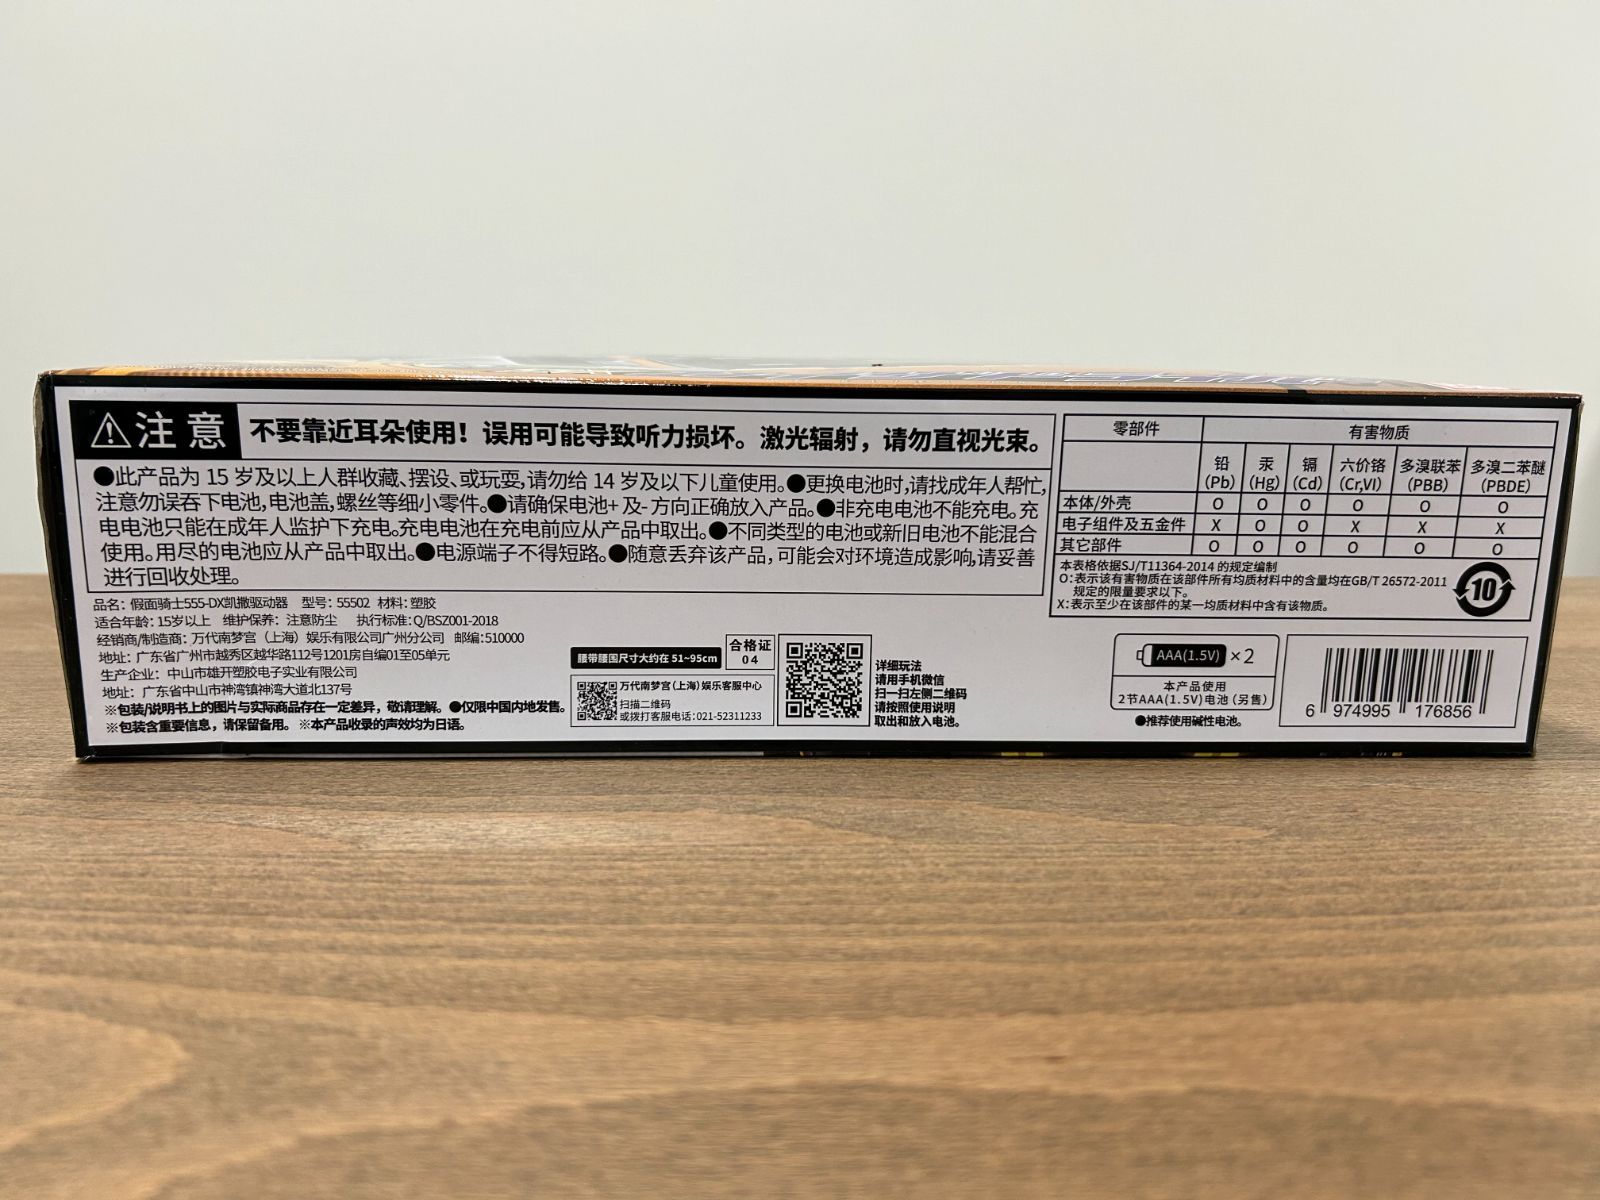 注意 不要靠近耳朵使用！误用可能导致听力损坏。激光辐射，请勿直视光束。
●此产品为 15 岁及以上人群收藏、摆设、或玩耍,请勿给 14 岁及以下儿童使用。●更换电池时,请找成年人帮忙,
注意勿误吞下电池,电池盖,螺丝等细小零件。●请确保电池+ 及- 方向正确放入产品。●非充电电池不能充电。充
电电池只能在成年人监护下充电。充电电池在充电前应从产品中取出。●不同类型的电池或新旧电池不能混合
使用。用尽的电池应从产品中取出。●电源端子不得短路。●随意丢弃该产品,可能会对环境造成影响,请妥善
进行回收处理。
品名：假面骑士555-DX凯撒驱动器 型号：55502 材料：塑胶
适合年龄：15岁以上 维护保养：注意防尘 执行标准：Q/BSZ001-2018
经销商/制造商：万代南梦宫（上海）娱乐有限公司广州分公司 邮编：510000
地址：广东省广州市越秀区越华路112号1201房自编01至05单元
生产企业：中山市雄开塑胶电子实业有限公司
地址：广东省中山市神湾镇神湾大道北137号
※包装/说明书上的图片与实际商品存在一定差异，敬请理解。●仅限中国内地发售。
※包装含重要信息，请保留备用。 ※本产品收录的声效均为日语。
腰带腰围尺寸大约在 51~95cm
合格证
04
万代南梦宫（上海）娱乐客服中心
扫描二维码
或拨打客服电话：021-52311233
详细玩法
请用手机微信
扫一扫左侧二维码
请按照使用说明
取出和放入电池。
零部件 有害物质
铅 汞 镉 六价铬 多溴联苯 多溴二苯醚
(Pb) (Hg) (Cd) (Cr,VI) (PBB) (PBDE)
本体/外壳 O O O O O O
电子组件及五金件 X O O X X X
其它部件 O O O O O O
本表格依据SJ/T11364-2014 的规定编制
O：表示该有害物质在该部件所有均质材料中的含量均在GB/T 26572-2011
规定的限量要求以下。
X：表示至少在该部件的某一均质材料中含有该物质。
10
AAA(1.5V) ×2
本产品使用
2节AAA(1.5V)电池（另售）
●推荐使用碱性电池。
6 974995 176856